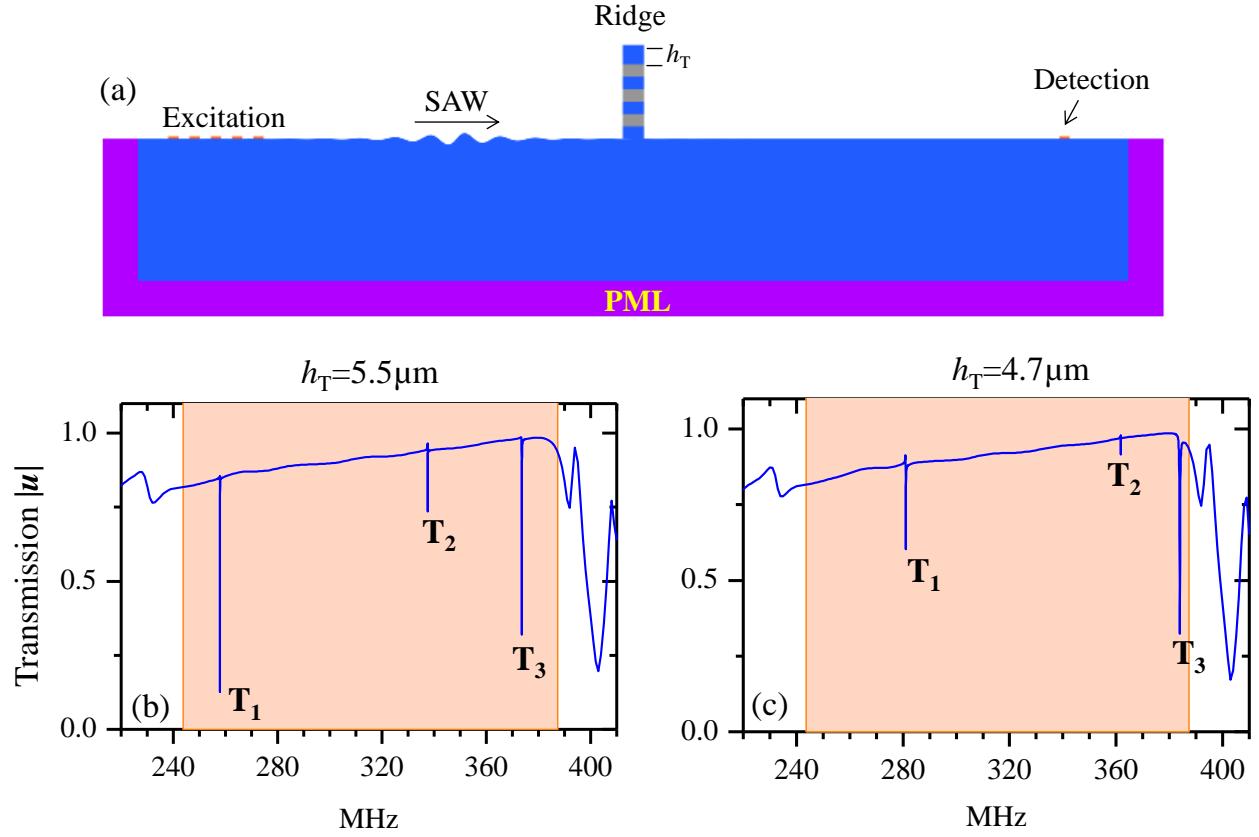 Ridge
hT
(a)
Excitation
SAW
Detection
PML
hT=5.5µm
hT=4.7µm
Transmission |u|
1.0
0.5
0.0
T1
T2
T3
(b)
240 280 320 360 400
MHz
1.0
0.5
0.0
T1
T2
T3
(c)
240 280 320 360 400
MHz